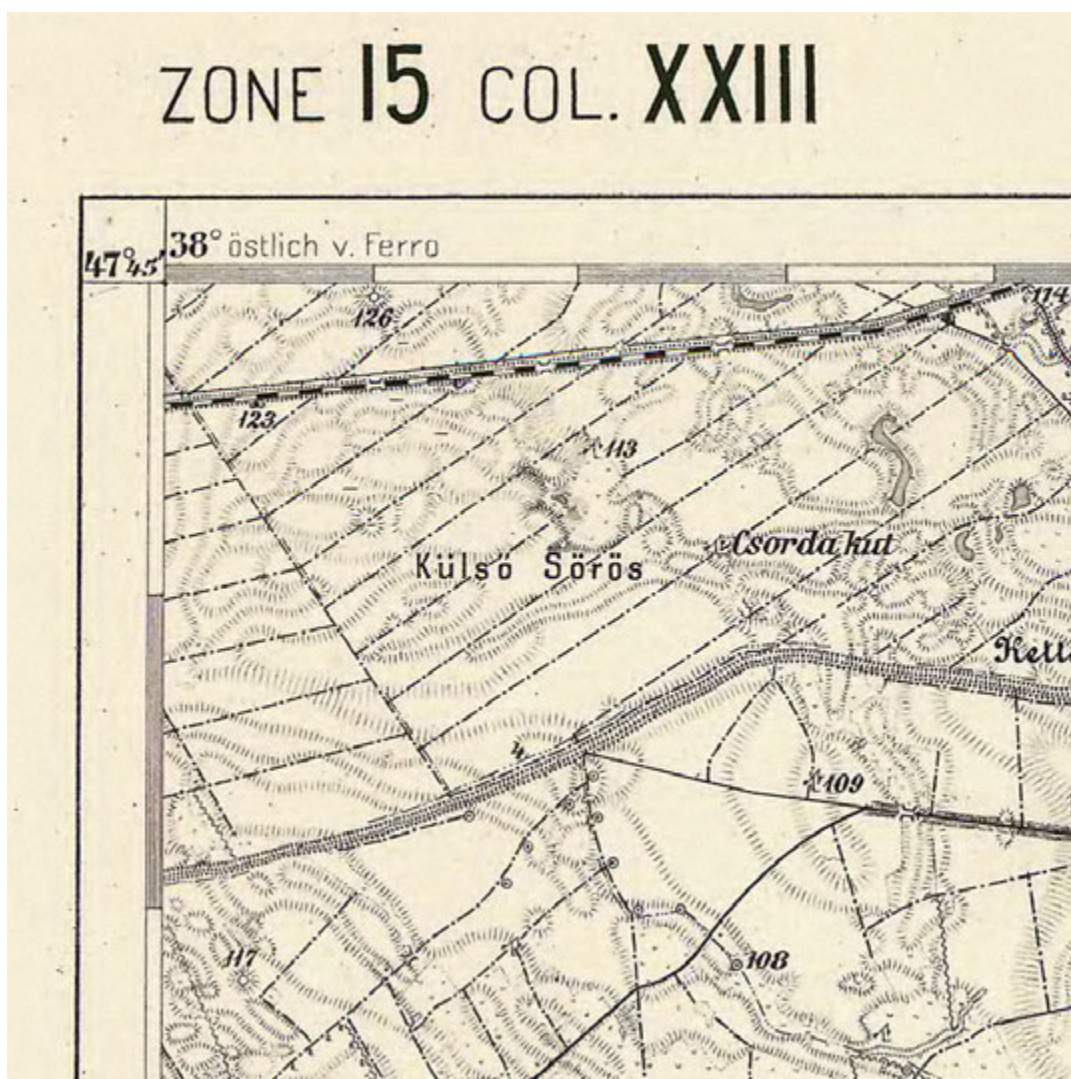 ZONE 15 COL. XXIII
38° östlich v. Ferro
47°45'
114
126
123
113
Csorda kut
Külsö Sörös
4
109
117
108